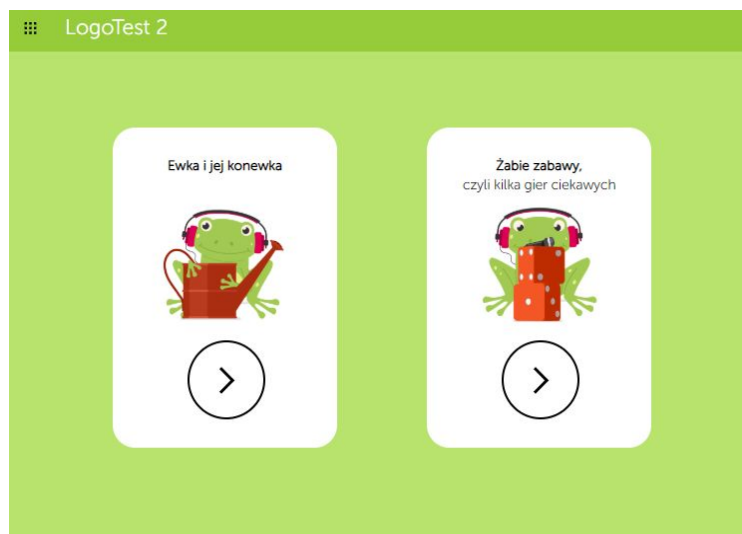 LogoTest 2
Ewka i jej konewka
Żabie zabawy,
czyli kilka gier ciekawych